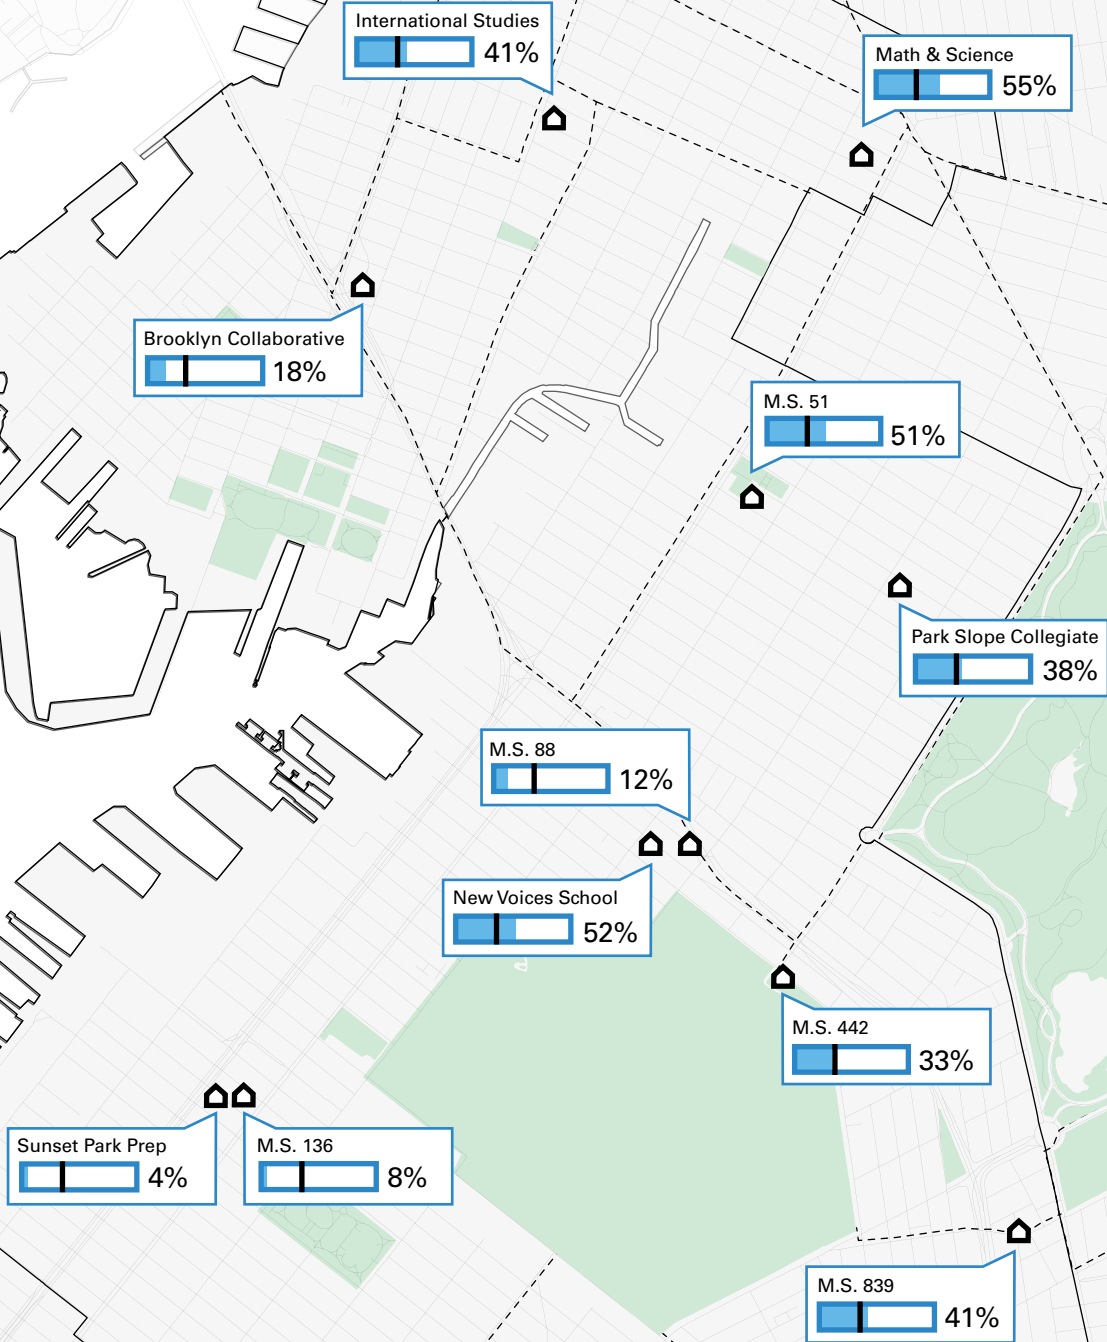 International Studies
41%
Math & Science
55%
Brooklyn Collaborative
18%
M.S. 51
51%
Park Slope Collegiate
38%
M.S. 88
12%
New Voices School
52%
M.S. 442
33%
Sunset Park Prep
4%
M.S. 136
8%
M.S. 839
41%